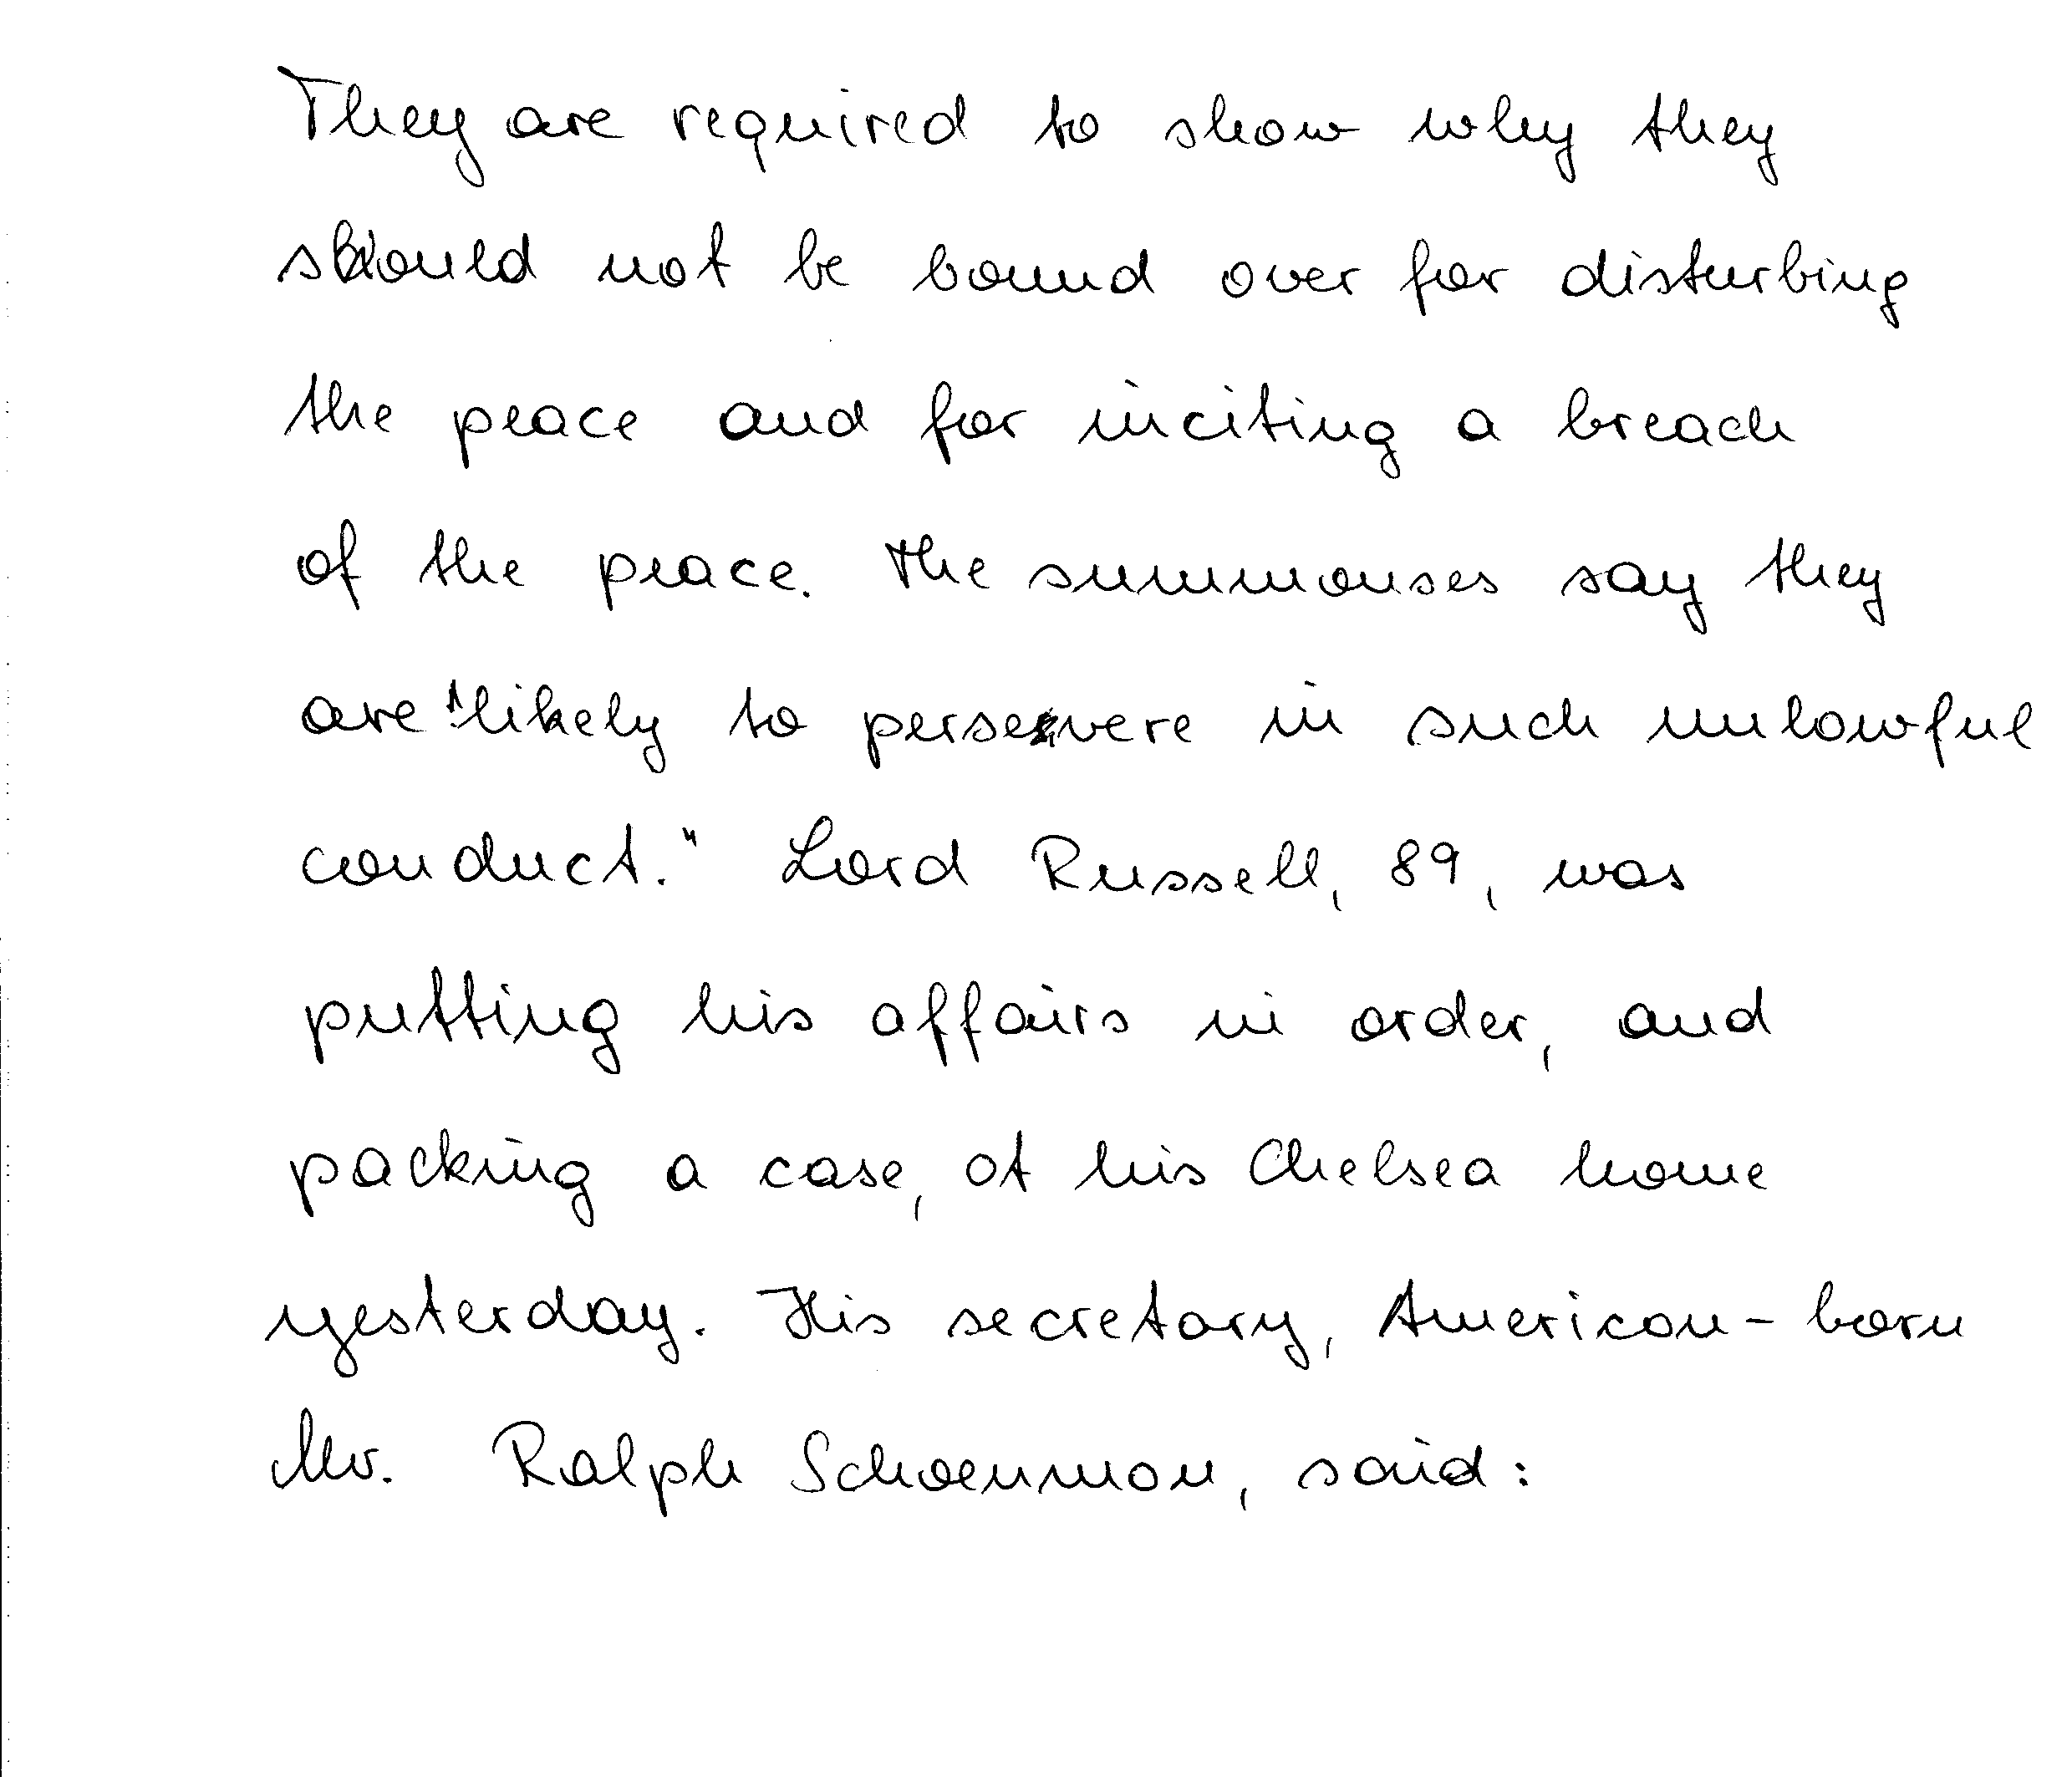 They are required to show why they
should not be bound over for disturbing
the peace and for inciting a breach
of the peace. The summonses say they
are "likely to persevere in such unlawful
conduct." Lord Russell, 89, was
putting his affairs in order, and
packing a case, at his Chelsea home
yesterday. His secretary, American-born
Mr. Ralph Schoenman, said: